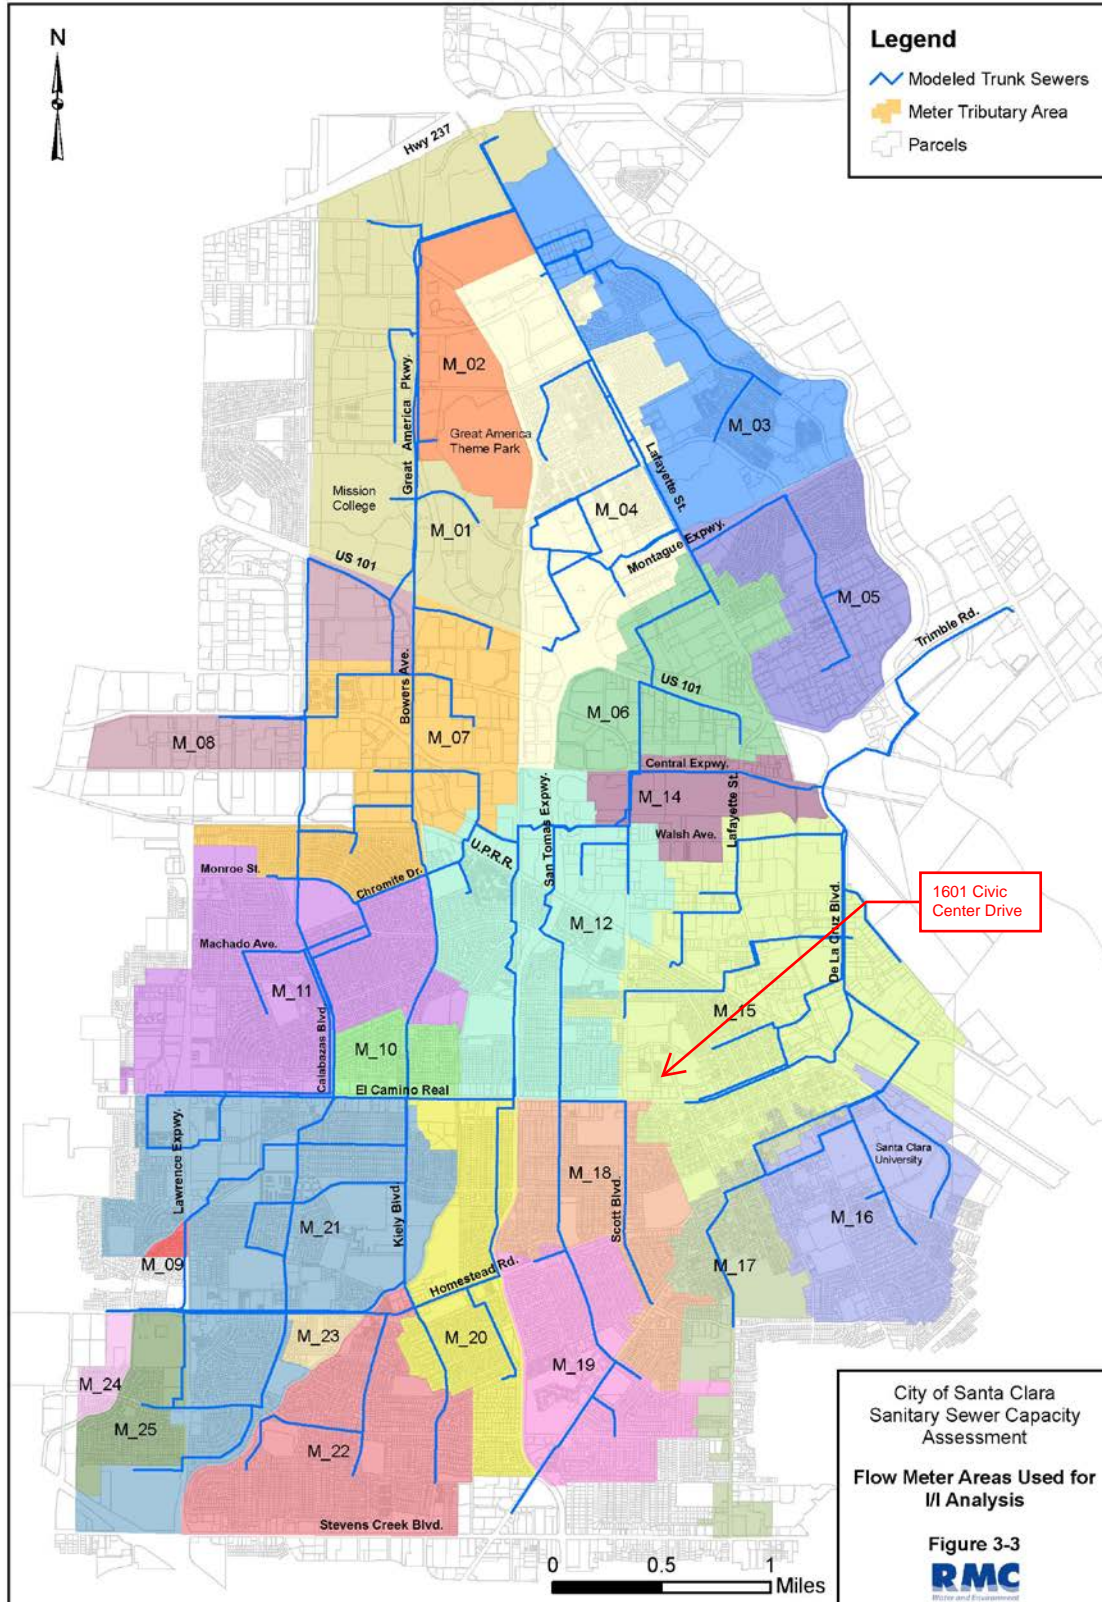 N
Legend
Modeled Trunk Sewers
Meter Tributary Area
Parcels
Hwy 237
M_02
Great America Pkwy.
Great America
Theme Park
M_03
Lafayette St.
Mission
College
M_01
M_04
Montague Expwy.
US 101
M_05
Trimble Rd.
Bowers Ave.
US 101
M_06
M_07
M_08
Central Expwy.
M_14
San Tomas Expwy.
Lafayette St.
Walsh Ave.
U.P.R.R.
Monroe St.
Chromite Dr.
1601 Civic
Center Drive
De La Cruz Blvd.
M_12
Machado Ave.
M_11
Calabazas Blvd.
M_15
M_10
El Camino Real
Lawrence Expwy.
Santa Clara
University
M_18
Scott Blvd.
M_21
Kiely Blvd.
M_16
M_09
M_17
Homestead Rd.
M_23
M_20
M_19
M_24
M_25
M_22
Stevens Creek Blvd.
City of Santa Clara
Sanitary Sewer Capacity
Assessment
Flow Meter Areas Used for
I/I Analysis
Figure 3-3
RMC
Water and Environment
0 0.5 1
Miles